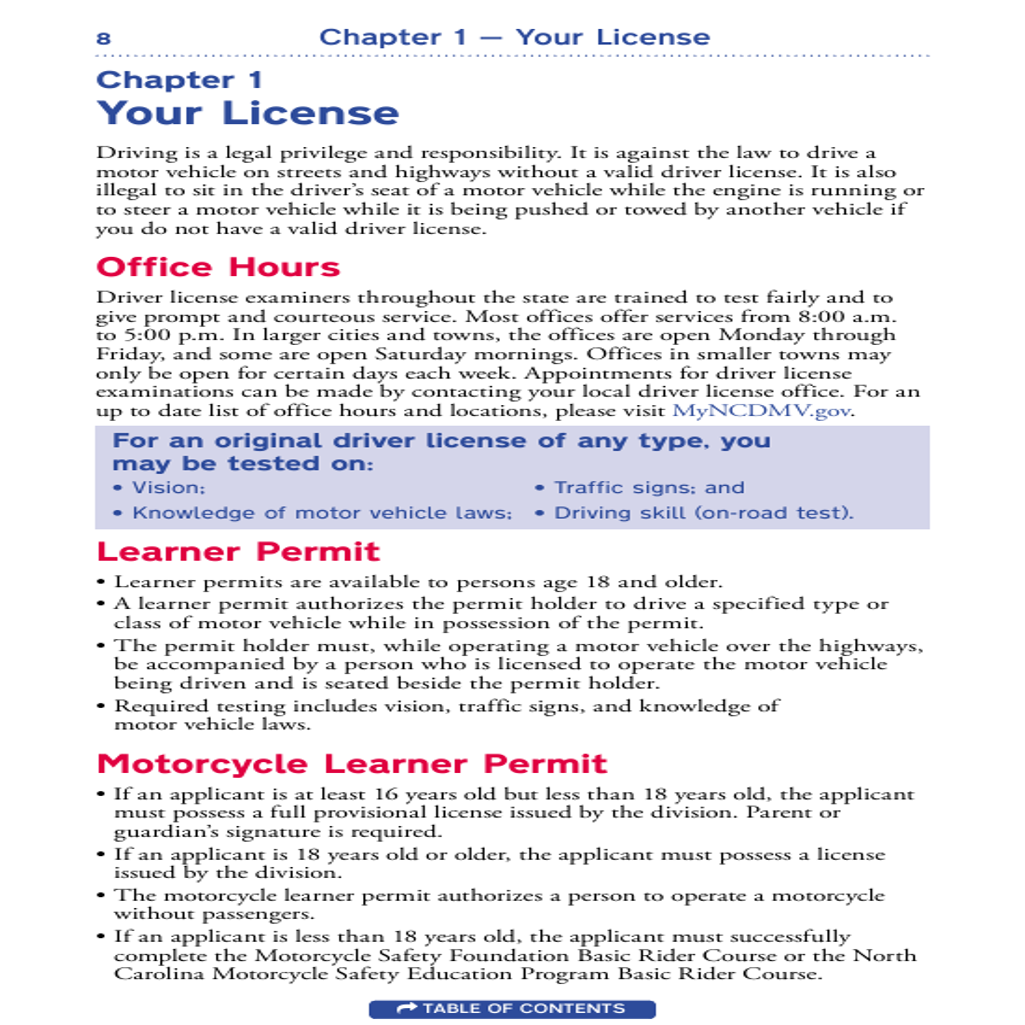 8
Chapter 1 — Your License
Chapter 1
Your License
Driving is a legal privilege and responsibility. It is against the law to drive a
motor vehicle on streets and highways without a valid driver license. It is also
illegal to sit in the driver's seat of a motor vehicle while the engine is running or
to steer a motor vehicle while it is being pushed or towed by another vehicle if
you do not have a valid driver license.
Office Hours
Driver license examiners throughout the state are trained to test fairly and to
give prompt and courteous service. Most offices offer services from 8:00 a.m.
to 5:00 p.m. In larger cities and towns, the offices are open Monday through
Friday, and some are open Saturday mornings. Offices in smaller towns may
only be open for certain days each week. Appointments for driver license
examinations can be made by contacting your local driver license office. For an
up to date list of office hours and locations, please visit MyNCDMV.gov.
For an original driver license of any type, you
may be tested on:
• Vision;
• Knowledge of motor vehicle laws;
• Traffic signs; and
• Driving skill (on-road test).
Learner Permit
• Learner permits are available to persons age 18 and older.
• A learner permit authorizes the permit holder to drive a specified type or
class of motor vehicle while in possession of the permit.
• The permit holder must, while operating a motor vehicle over the highways,
be accompanied by a person who is licensed to operate the motor vehicle
being driven and is seated beside the permit holder.
• Required testing includes vision, traffic signs, and knowledge of
motor vehicle laws.
Motorcycle Learner Permit
• If an applicant is at least 16 years old but less than 18 years old, the applicant
must possess a full provisional license issued by the division. Parent or
guardian's signature is required.
• If an applicant is 18 years old or older, the applicant must possess a license
issued by the division.
• The motorcycle learner permit authorizes a person to operate a motorcycle
without passengers.
• If an applicant is less than 18 years old, the applicant must successfully
complete the Motorcycle Safety Foundation Basic Rider Course or the North
Carolina Motorcycle Safety Education Program Basic Rider Course.
TABLE OF CONTENTS